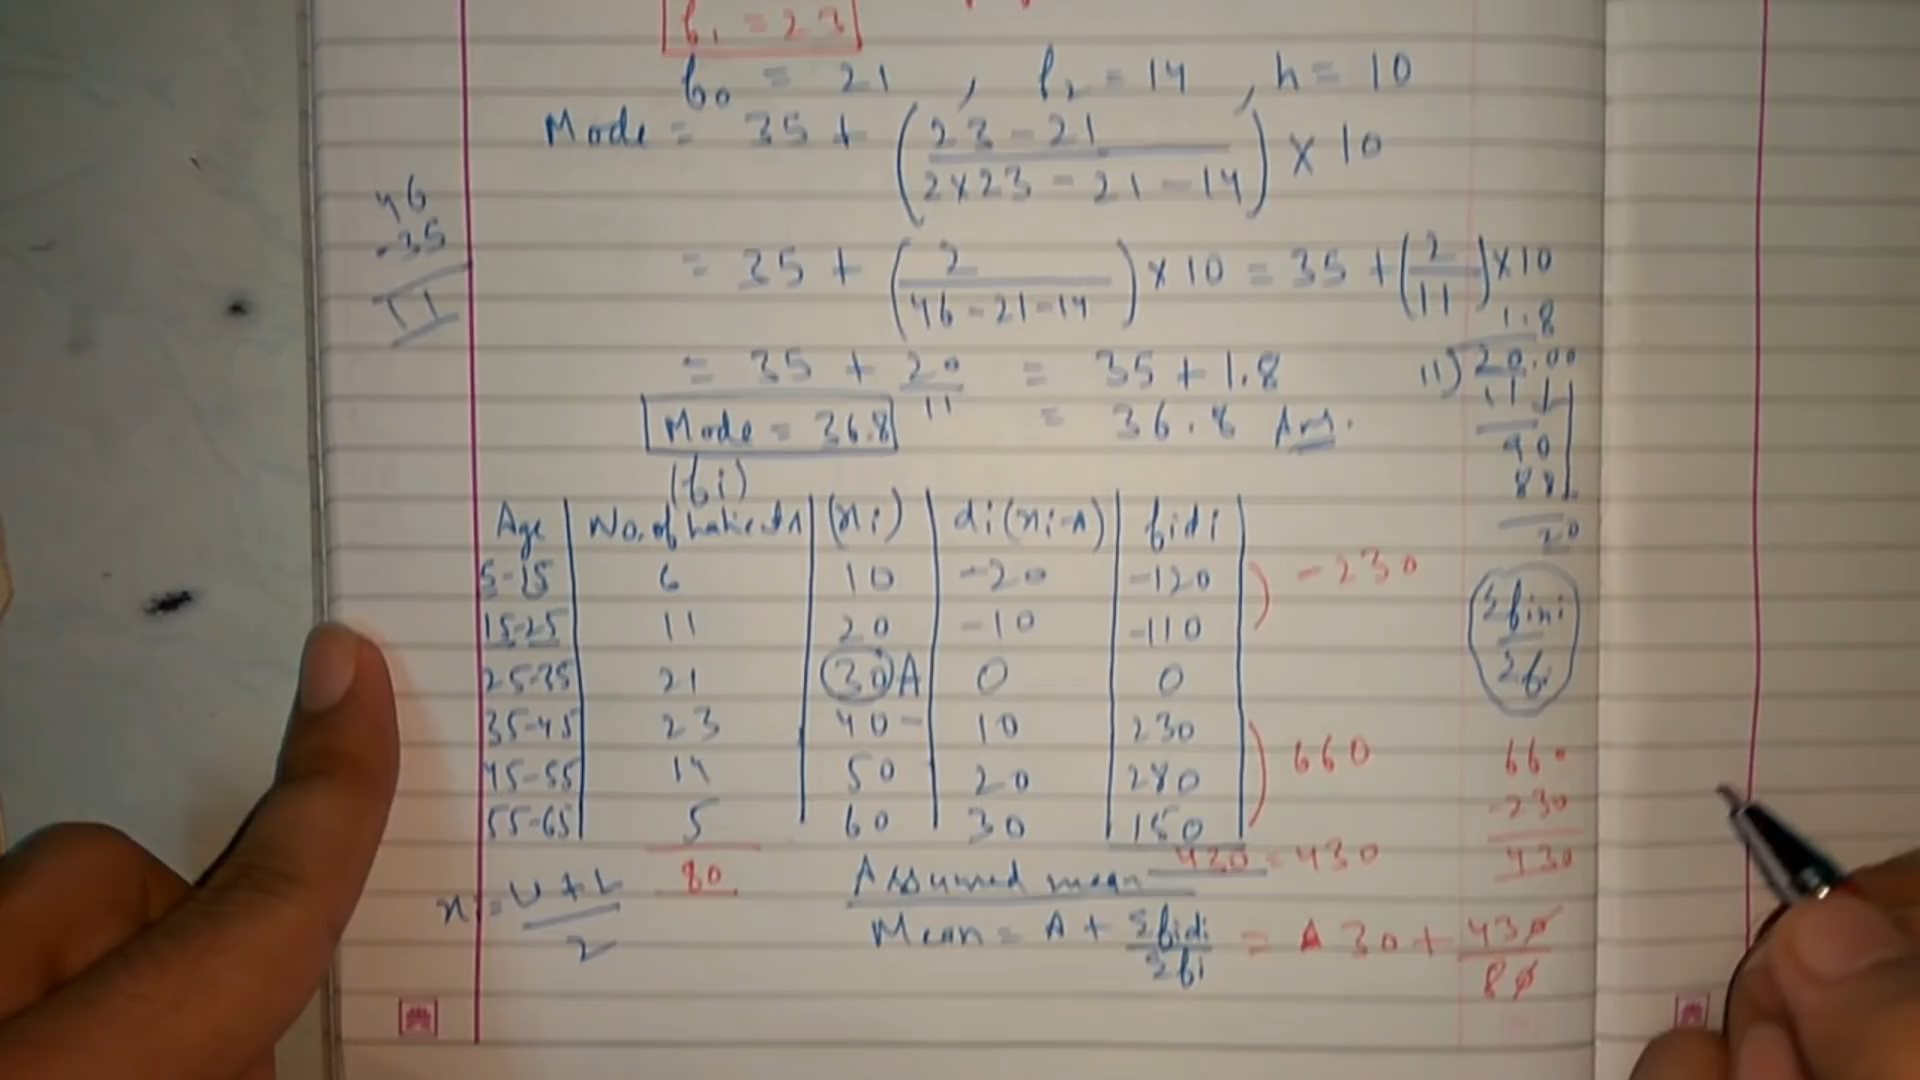 f₁ = 23
f₀ = 21 , f₂ = 14 , h = 10
Mode = 35 + (23 - 21 / 2×23 - 21 - 14) × 10
46
-35
11
= 35 + (2 / 46 - 21 - 14) × 10 = 35 + (2/11) × 10
= 35 + 20/11 = 35 + 1.8
Mode = 36.8 = 36.8 Ans.
1.8
11)20.00
11
90
88
20
(fi)
Age | No. of patients | (xi) | di(xi-A) | fidi
5-15 | 6 | 10 | -20 | -120
15-25 | 11 | 20 | -10 | -110
-230
25-35 | 21 | 30 A | 0 | 0
35-45 | 23 | 40 - | 10 | 230
45-55 | 14 | 50 | 20 | 280
55-65 | 5 | 60 | 30 | 150
660
Σfixi / Σfi
660
-230
430
80
430 = 430
x = U + L / 2
Assumed mean
Mean = A + Σfidi / Σfi = 30 + 430 / 80